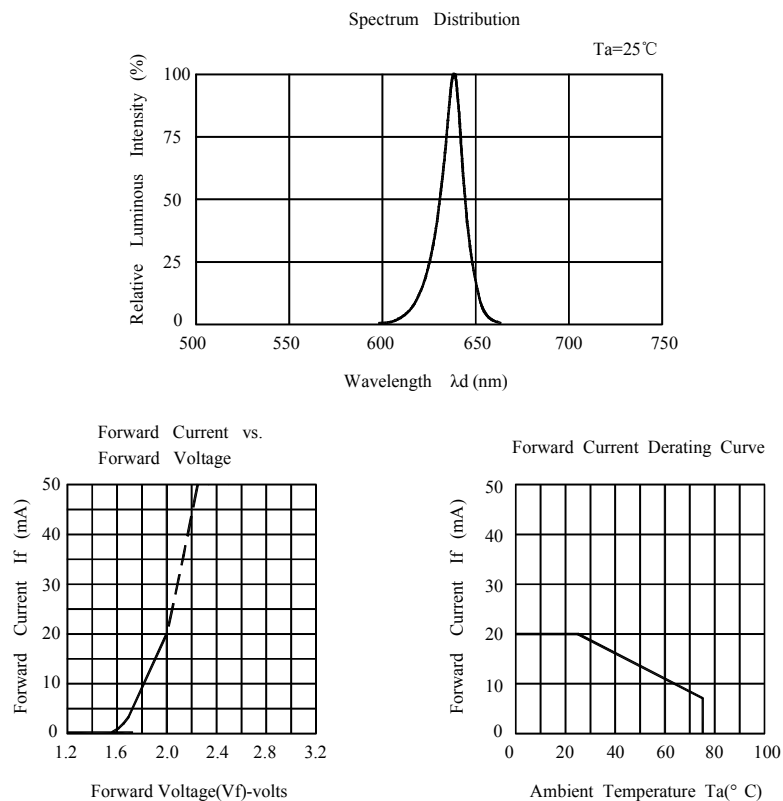 Spectrum Distribution
Ta=25℃
Relative Luminous Intensity (%)
100
75
50
25
0
500 550 600 650 700 750
Wavelength λd (nm)
Forward Current vs.
Forward Voltage
Forward Current If (mA)
50
40
30
20
10
0
1.2 1.6 2.0 2.4 2.8 3.2
Forward Voltage(Vf)-volts
Forward Current Derating Curve
Forward Current If (mA)
50
40
30
20
10
0
0 20 40 60 80 100
Ambient Temperature Ta(° C)